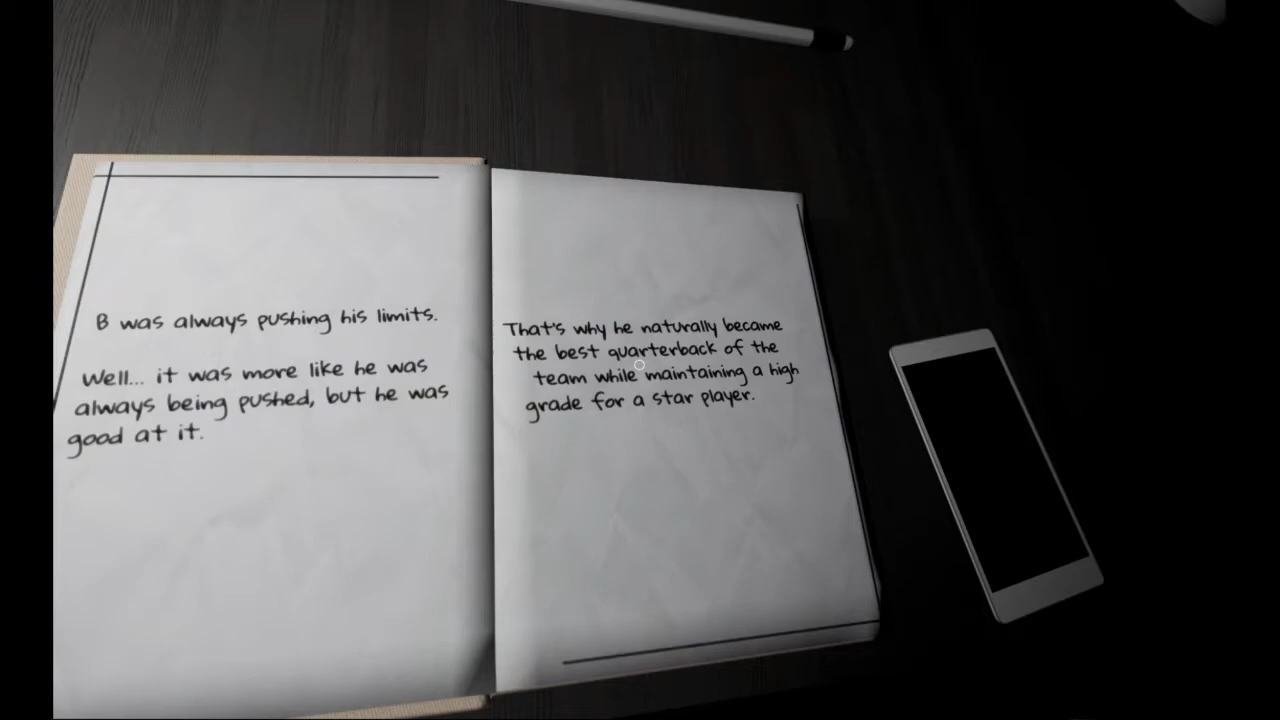 B was always pushing his limits.
Well... it was more like he was
always being pushed, but he was
good at it.
That's why he naturally became
the best quarterback of the
team while maintaining a high
grade for a star player.